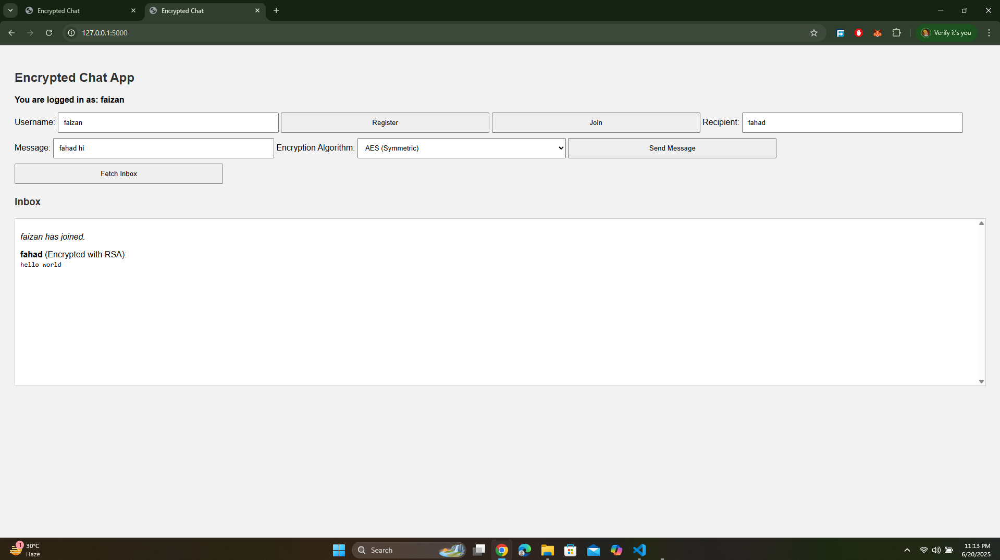 Encrypted Chat
Encrypted Chat
127.0.0.1:5000
Verify it's you
Encrypted Chat App
You are logged in as: faizan
Username: faizan Register Join Recipient: fahad
Message: fahad hi Encryption Algorithm: AES (Symmetric) Send Message
Fetch Inbox
Inbox
faizan has joined.
fahad (Encrypted with RSA):
hello world
1
30°C
Haze
Search
11:13 PM
6/20/2025